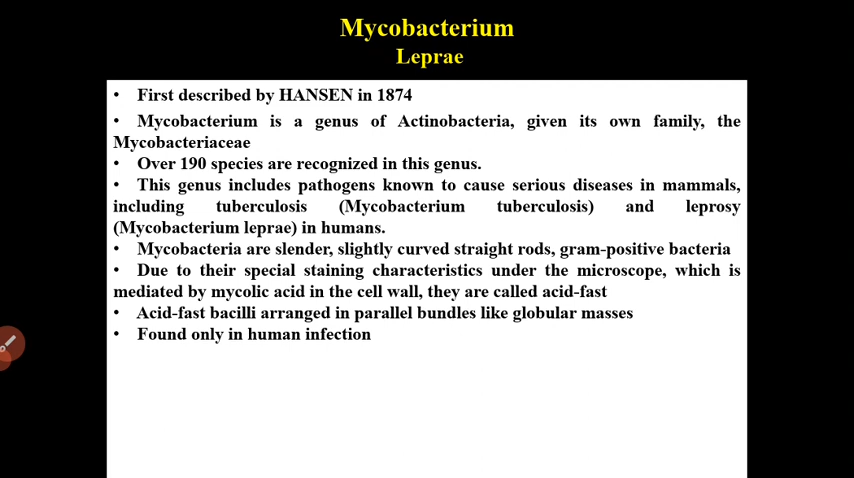 Mycobacterium
Leprae
• First described by HANSEN in 1874
• Mycobacterium is a genus of Actinobacteria, given its own family, the
Mycobacteriaceae
• Over 190 species are recognized in this genus.
• This genus includes pathogens known to cause serious diseases in mammals,
including tuberculosis (Mycobacterium tuberculosis) and leprosy
(Mycobacterium leprae) in humans.
• Mycobacteria are slender, slightly curved straight rods, gram-positive bacteria
• Due to their special staining characteristics under the microscope, which is
mediated by mycolic acid in the cell wall, they are called acid-fast
• Acid-fast bacilli arranged in parallel bundles like globular masses
• Found only in human infection